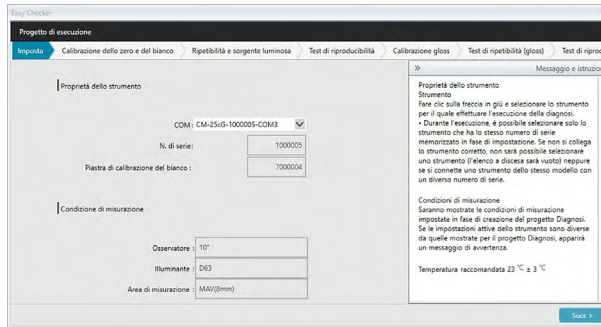 Easy Checker
Progetto di esecuzione
Imposta
Calibrazione dello zero e del bianco
Ripetibilità e sorgente luminosa
Test di riproducibilità
Calibrazione gloss
Test di ripetibilità (gloss)
Test di riproc
» Messaggio e istruzio
Proprietà dello strumento
COM: CM-25cG-1000005-COM3
N. di serie: 1000005
Piastra di calibrazione del bianco : 7000004
Condizione di misurazione
Osservatore : 10°
Illuminante : D65
Area di misurazione : MAV(8mm)
Proprietà dello strumento
Strumento
Fare clic sulla freccia in giù e selezionare lo strumento
per il quale effettuare l'esecuzione della diagnosi.
• Durante l'esecuzione, è possibile selezionare solo lo
strumento che ha lo stesso numero di serie
memorizzato in fase di impostazione. Se non si collega
lo strumento corretto, non sarà possibile selezionare
uno strumento (l'elenco a discesa sarà vuoto) neppure
se si connette uno strumento dello stesso modello con
un diverso numero di serie.
Condizioni di misurazione
Saranno mostrate le condizioni di misurazione
impostate in fase di creazione del progetto Diagnosi.
Se le impostazioni attive dello strumento sono diverse
da quelle mostrate per il progetto Diagnosi, apparirà
un messaggio di avvertenza.
Temperatura raccomandata 23 ℃ ± 3 ℃
Succ >